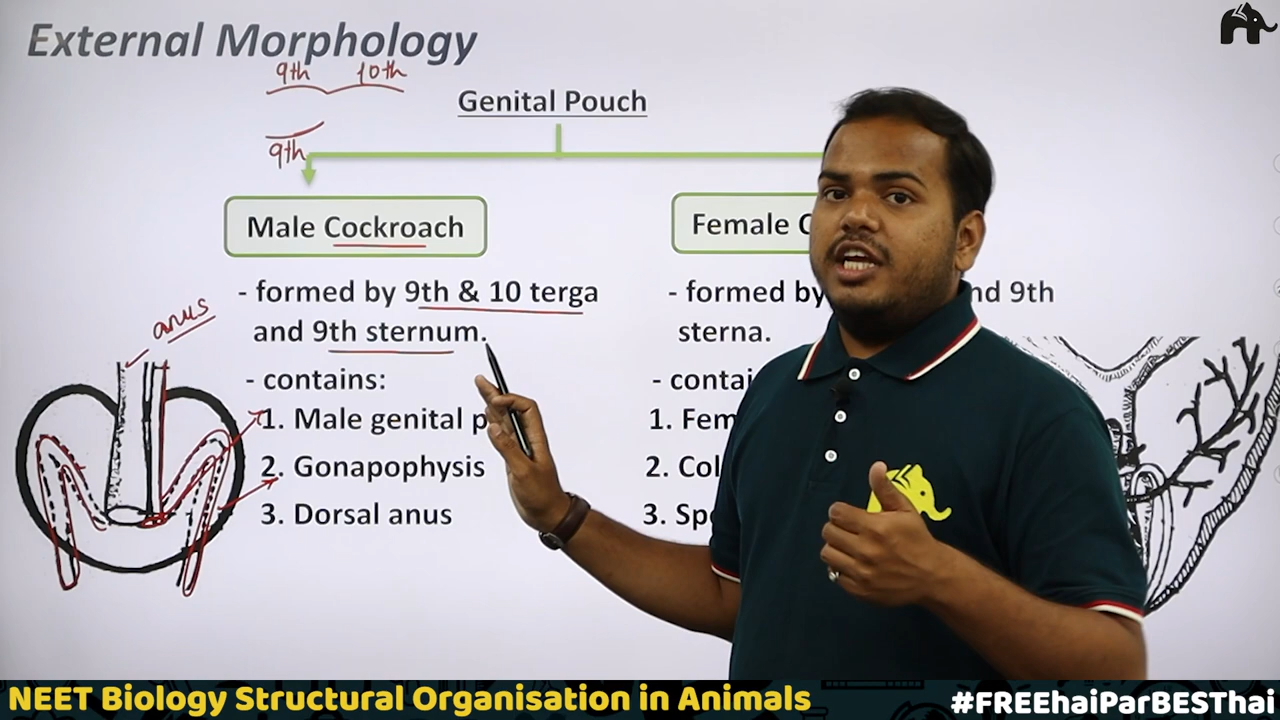 External Morphology
9th 10th
Genital Pouch
9th
Male Cockroach
- formed by 9th & 10 terga
and 9th sternum.
anus
- contains:
1. Male genital p
2. Gonapophysis
3. Dorsal anus
Female C
- formed by nd 9th
sterna.
- contai
1. Fem
2. Col
3. Sp
NEET Biology Structural Organisation in Animals
#FREEhaiParBESThai